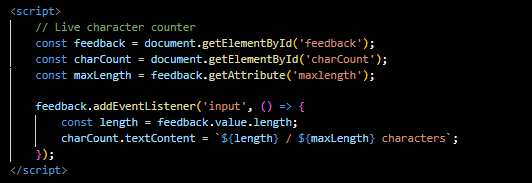 <script>
    // Live character counter
    const feedback = document.getElementById('feedback');
    const charCount = document.getElementById('charCount');
    const maxLength = feedback.getAttribute('maxlength');

    feedback.addEventListener('input', () => {
        const length = feedback.value.length;
        charCount.textContent = `${length} / ${maxLength} characters`;
    });
</script>